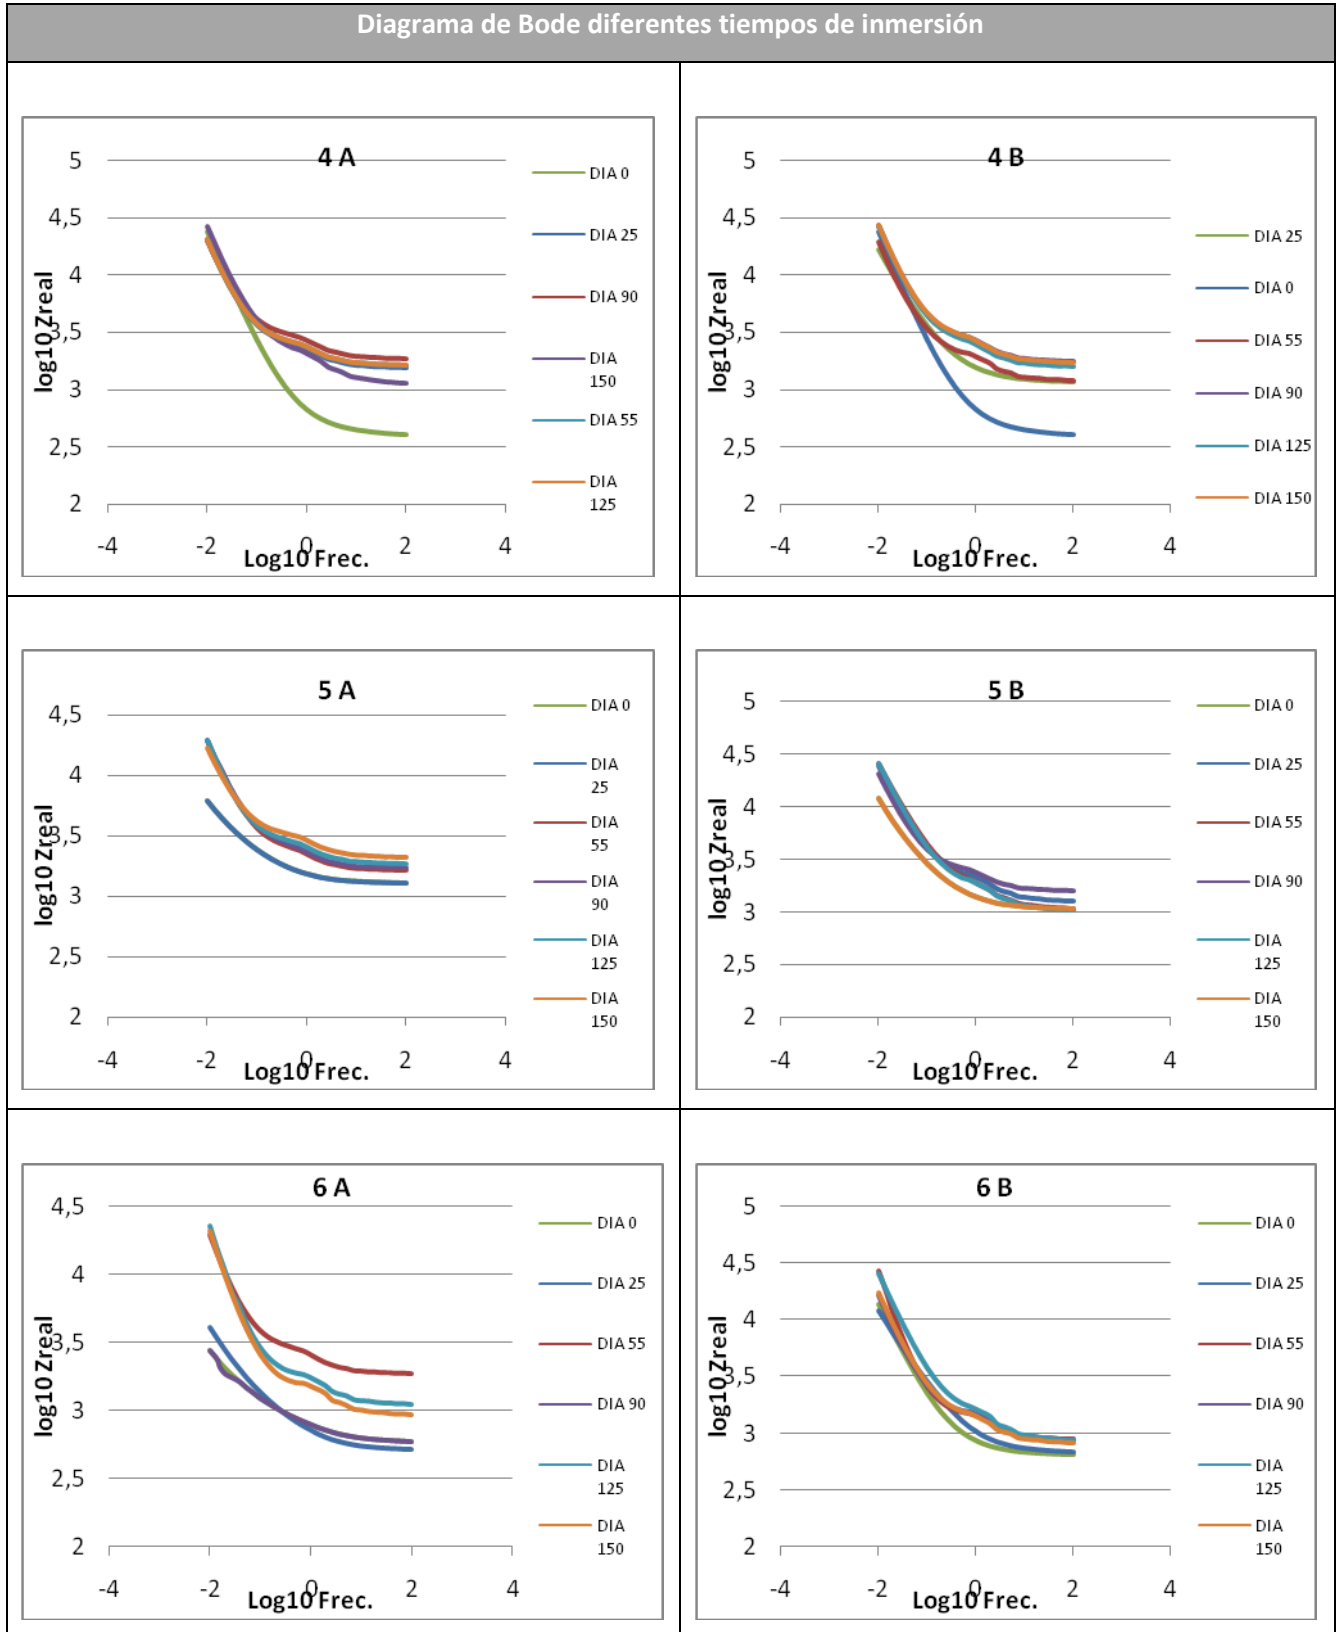 Diagrama de Bode diferentes tiempos de inmersión
4 A
5
4,5
4
3,5
3
2,5
2
-4
-2
0
2
4
log10 Zreal
Log10 Frec.
DIA 0
DIA 25
DIA 90
DIA
150
DIA 55
DIA
125
4 B
5
4,5
4
3,5
3
2,5
2
-4
-2
0
2
4
log10 Zreal
Log10 Frec.
DIA 25
DIA 0
DIA 55
DIA 90
DIA 125
DIA 150
5 A
4,5
4
3,5
3
2,5
2
-4
-2
0
2
4
log10 Zreal
Log10 Frec.
DIA 0
DIA
25
DIA
55
DIA
90
DIA
125
DIA
150
5 B
5
4,5
4
3,5
3
2,5
2
-4
-2
0
2
4
log10 Zreal
Log10 Frec.
DIA 0
DIA 25
DIA 55
DIA 90
DIA
125
DIA
150
6 A
4,5
4
3,5
3
2,5
2
-4
-2
0
2
4
log10 Zreal
Log10 Frec.
DIA 0
DIA 25
DIA 55
DIA 90
DIA
125
DIA
150
6 B
5
4,5
4
3,5
3
2,5
2
-4
-2
0
2
4
log10 Zreal
Log10 Frec.
DIA 0
DIA 25
DIA 55
DIA 90
DIA
125
DIA
150